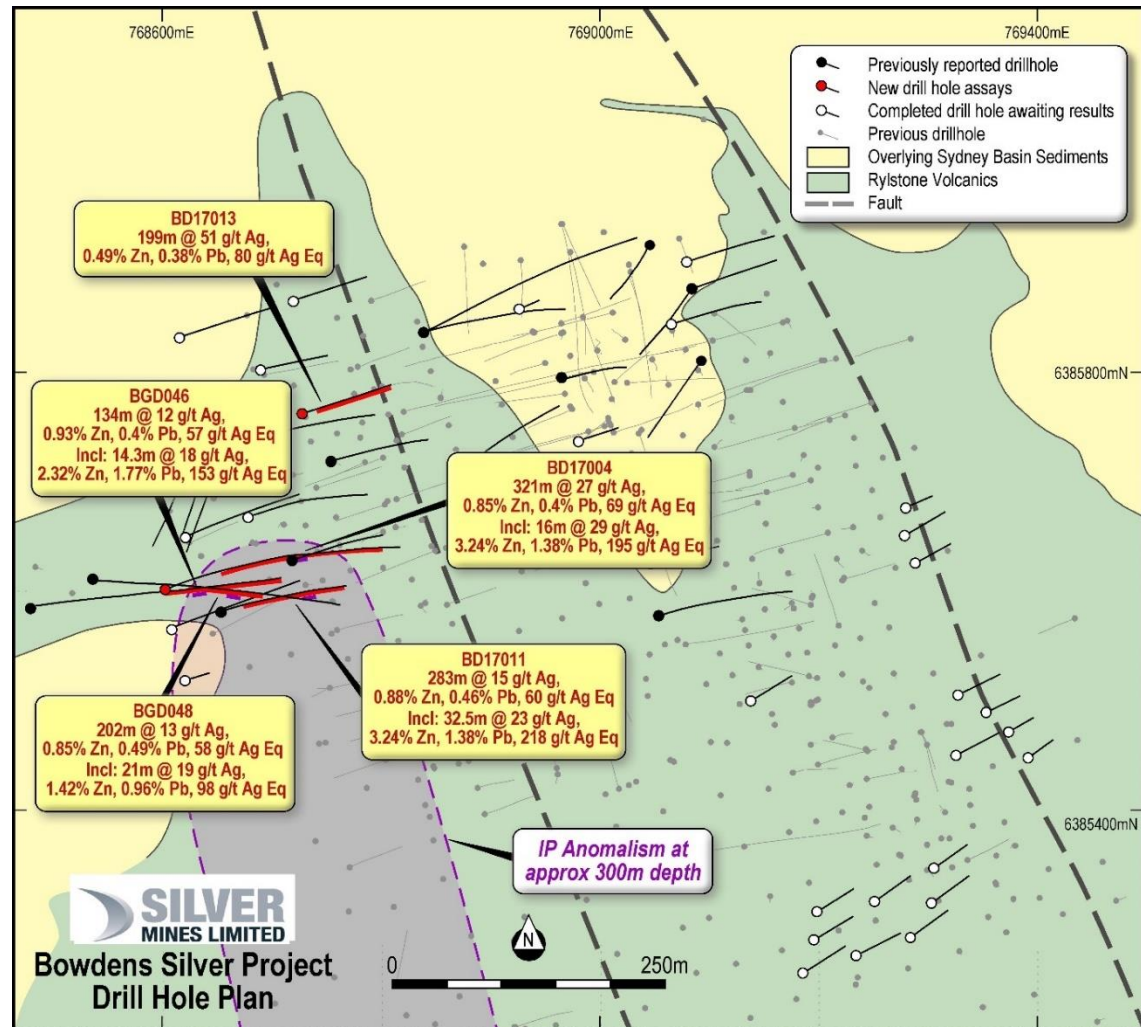 768600mE
769000mE
769400mE
Previously reported drillhole
New drill hole assays
Completed drill hole awaiting results
Previous drillhole
Overlying Sydney Basin Sediments
Rylstone Volcanics
Fault
BD17013
199m @ 51 g/t Ag,
0.49% Zn, 0.38% Pb, 80 g/t Ag Eq
6385800mN
BGD046
134m @ 12 g/t Ag,
0.93% Zn, 0.4% Pb, 57 g/t Ag Eq
Incl: 14.3m @ 18 g/t Ag,
2.32% Zn, 1.77% Pb, 153 g/t Ag Eq
BD17004
321m @ 27 g/t Ag,
0.85% Zn, 0.4% Pb, 69 g/t Ag Eq
Incl: 16m @ 29 g/t Ag,
3.24% Zn, 1.38% Pb, 195 g/t Ag Eq
BD17011
283m @ 15 g/t Ag,
0.88% Zn, 0.46% Pb, 60 g/t Ag Eq
Incl: 32.5m @ 23 g/t Ag,
3.24% Zn, 1.38% Pb, 218 g/t Ag Eq
BGD048
202m @ 13 g/t Ag,
0.85% Zn, 0.49% Pb, 58 g/t Ag Eq
Incl: 21m @ 19 g/t Ag,
1.42% Zn, 0.96% Pb, 98 g/t Ag Eq
6385400mN
IP Anomalism at
approx 300m depth
SILVER
MINES LIMITED
Bowdens Silver Project
Drill Hole Plan
N
0
250m